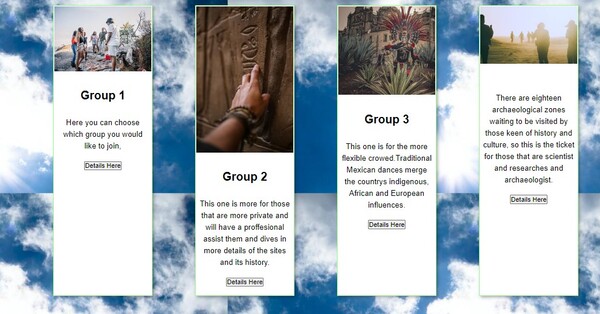 Group 1
Here you can choose
which group you would
like to join,
Details Here
Group 2
This one is more for those
that are more private and
will have a proffesional
assist them and dives in
more details of the sites
and its history.
Details Here
Group 3
This one is for the more
flexible crowed.Traditional
Mexican dances merge
the countrys indigenous,
African and European
influences.
Details Here
There are eighteen
archaeological zones
waiting to be visited by
those keen of history and
culture, so this is the ticket
for those that are scientist
and researches and
archaeologist.
Details Here